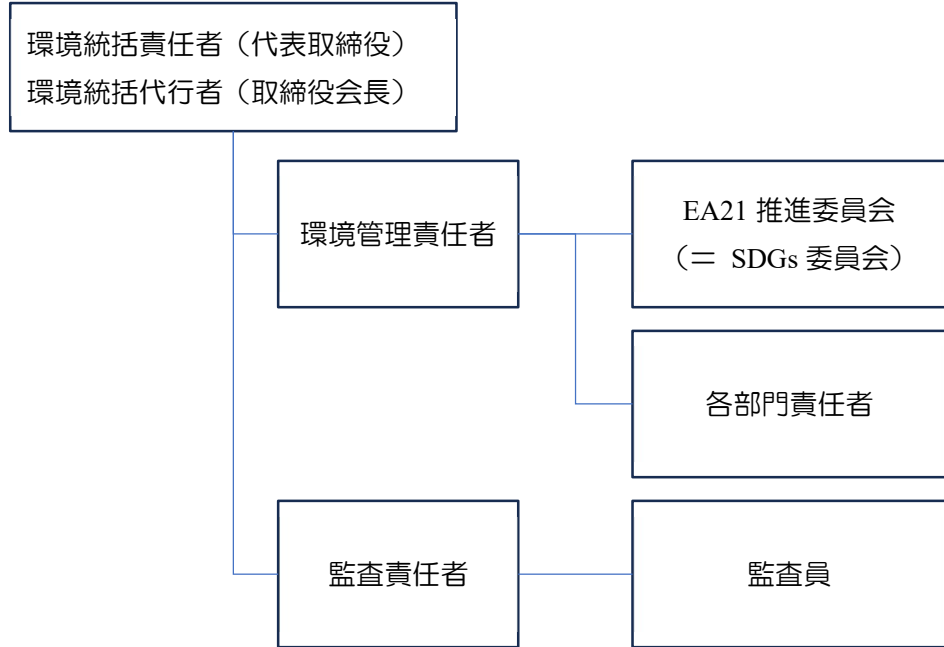 環境統括責任者（代表取締役）
環境統括代行者（取締役会長）
環境管理責任者
EA21 推進委員会
（＝ SDGs 委員会）
各部門責任者
監査責任者
監査員